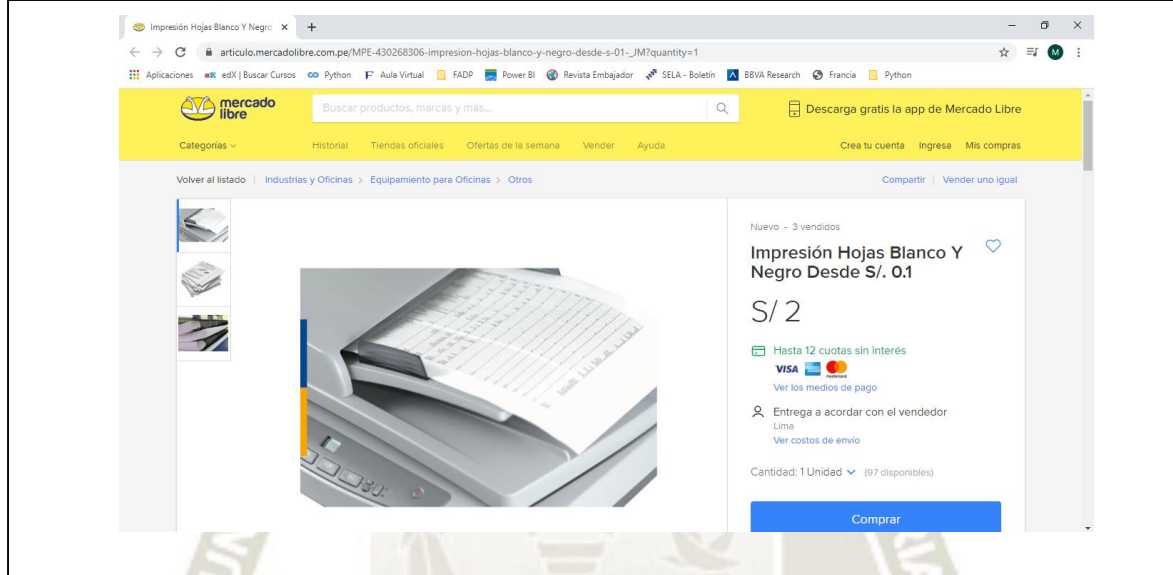 Impresión Hojas Blanco Y Negro
articulo.mercadolibre.com.pe/MPE-430268306-impresion-hojas-blanco-y-negro-desde-s-01-_JM?quantity=1
M
Aplicaciones edX | Buscar Cursos Python Aula Virtual FADP Power BI Revista Embajador SELA - Boletín BBVA Research Francia Python
mercado
libre
Buscar productos, marcas y más...
Descarga gratis la app de Mercado Libre
Categorías Historial Tiendas oficiales Ofertas de la semana Vender Ayuda Crea tu cuenta Ingresa Mis compras
Volver al listado | Industrias y Oficinas > Equipamiento para Oficinas > Otros Compartir | Vender uno igual
Nuevo - 3 vendidos
Impresión Hojas Blanco Y
Negro Desde S/. 0.1
S/ 2
Hasta 12 cuotas sin interés
VISA mastercard
Ver los medios de pago
Entrega a acordar con el vendedor
Lima
Ver costos de envío
Cantidad: 1 Unidad (97 disponibles)
Comprar